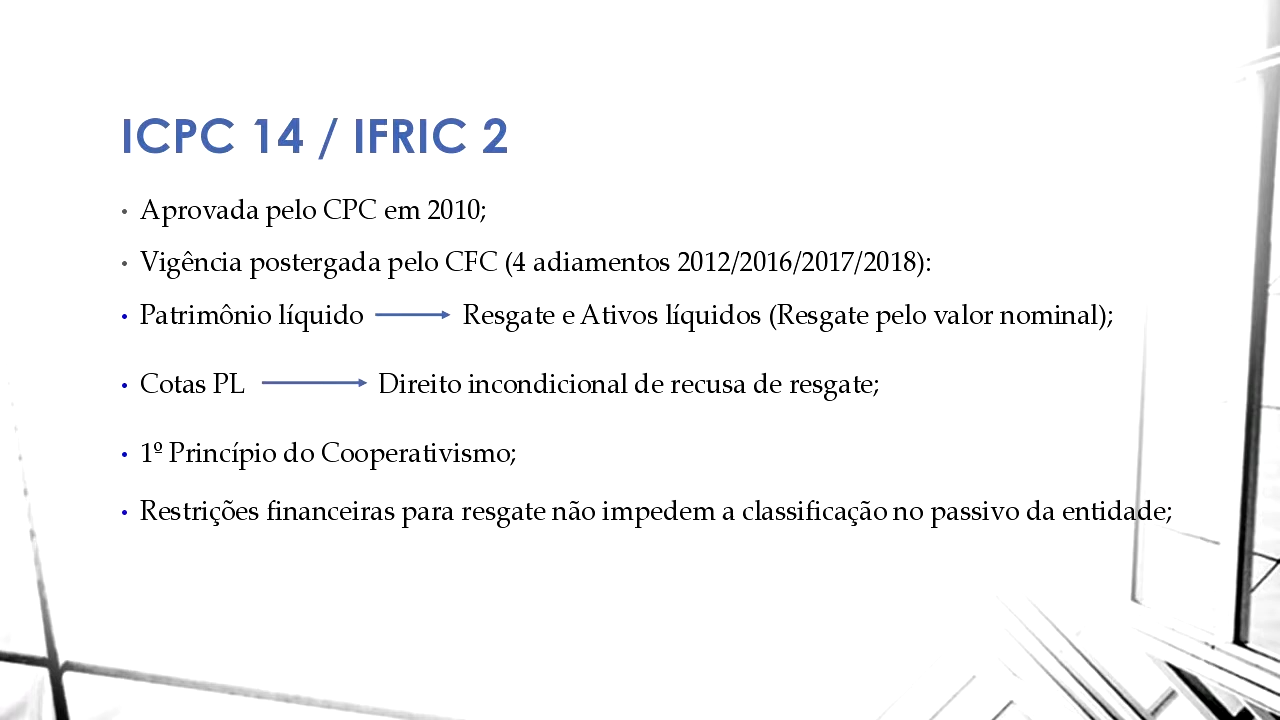 ICPC 14 / IFRIC 2
• Aprovada pelo CPC em 2010;
• Vigência postergada pelo CFC (4 adiamentos 2012/2016/2017/2018):
• Patrimônio líquido Resgate e Ativos líquidos (Resgate pelo valor nominal);
• Cotas PL Direito incondicional de recusa de resgate;
• 1º Princípio do Cooperativismo;
• Restrições financeiras para resgate não impedem a classificação no passivo da entidade;